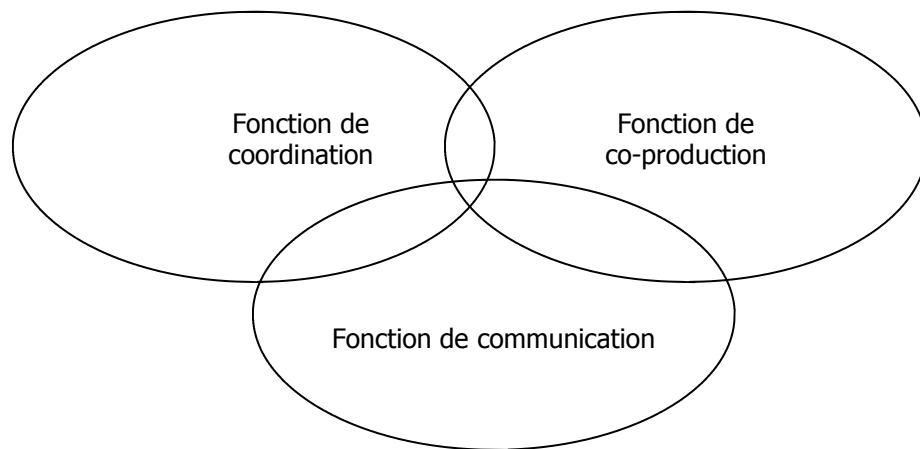 Fonction de
coordination
Fonction de
co-production
Fonction de communication